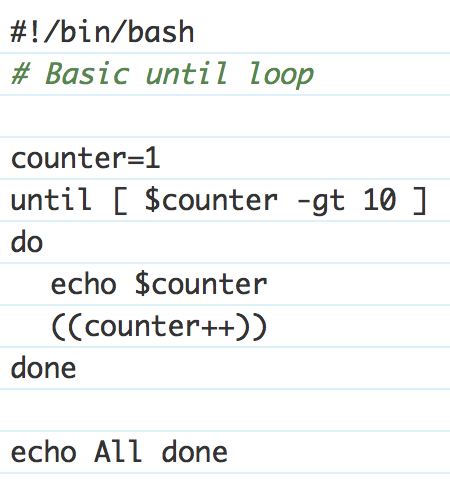 #!/bin/bash
# Basic until loop
counter=1
until [ $counter -gt 10 ]
do
echo $counter
((counter++))
done
echo All done